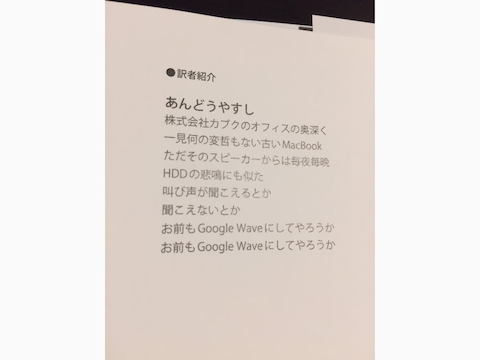 ●訳者紹介
あんどうやすし
株式会社カブクのオフィスの奥深く
一見何の変哲もない古いMacBook
ただそのスピーカーからは毎夜毎晩
HDDの悲鳴にも似た
叫び声が聞こえるとか
聞こえないとか
お前もGoogle Waveにしてやろうか
お前もGoogle Waveにしてやろうか